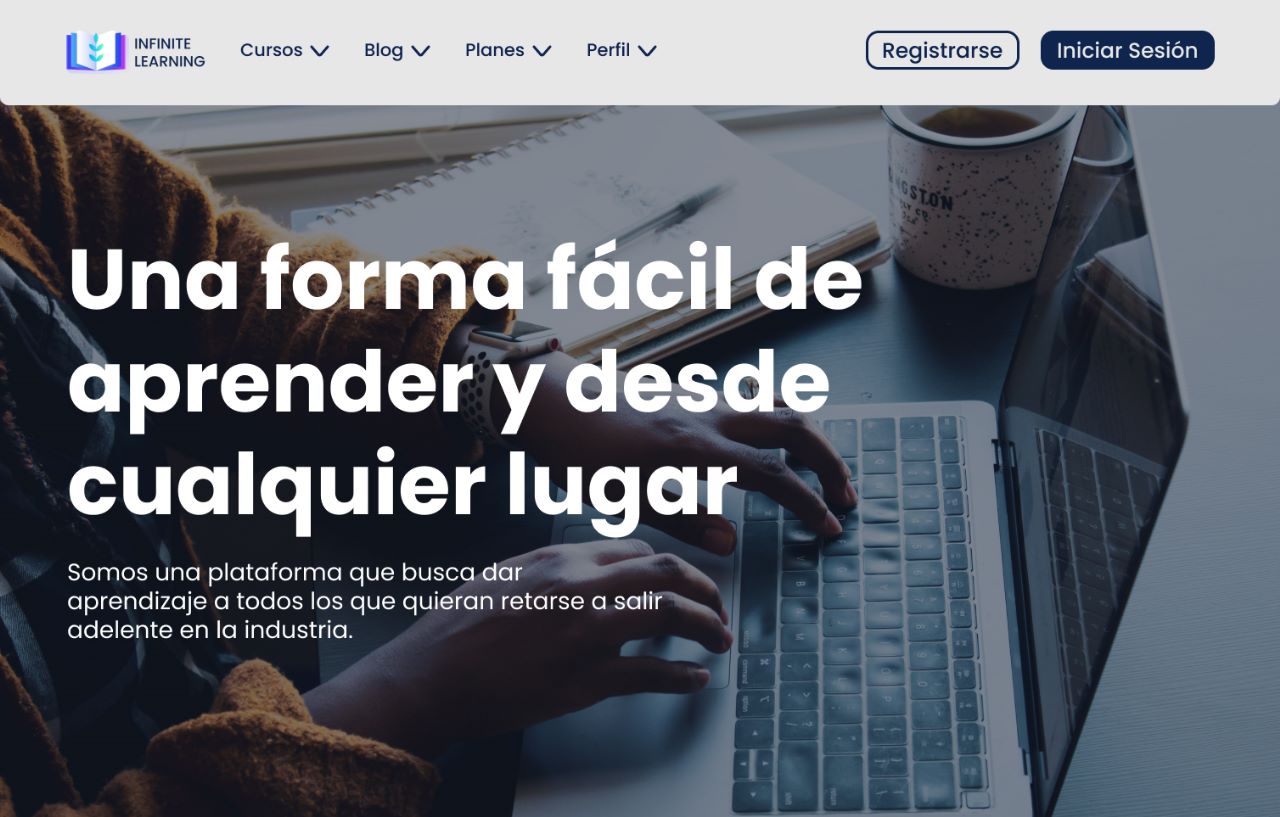 INFINITE
LEARNING
Cursos
Blog
Planes
Perfil
Registrarse
Iniciar Sesión
Una forma fácil de
aprender y desde
cualquier lugar
Somos una plataforma que busca dar
aprendizaje a todos los que quieran retarse a salir
adelente en la industria.